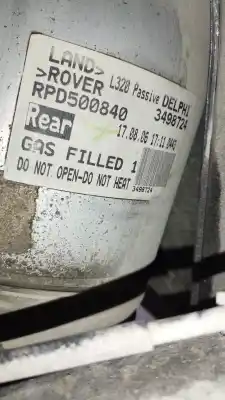 LAND> L320 Passive DELPHI
>ROVER 3498724
RPD500840
Rear 17.08.06 17:11
GAS FILLED 1
DO NOT OPEN-DO NOT HEAT 3498724